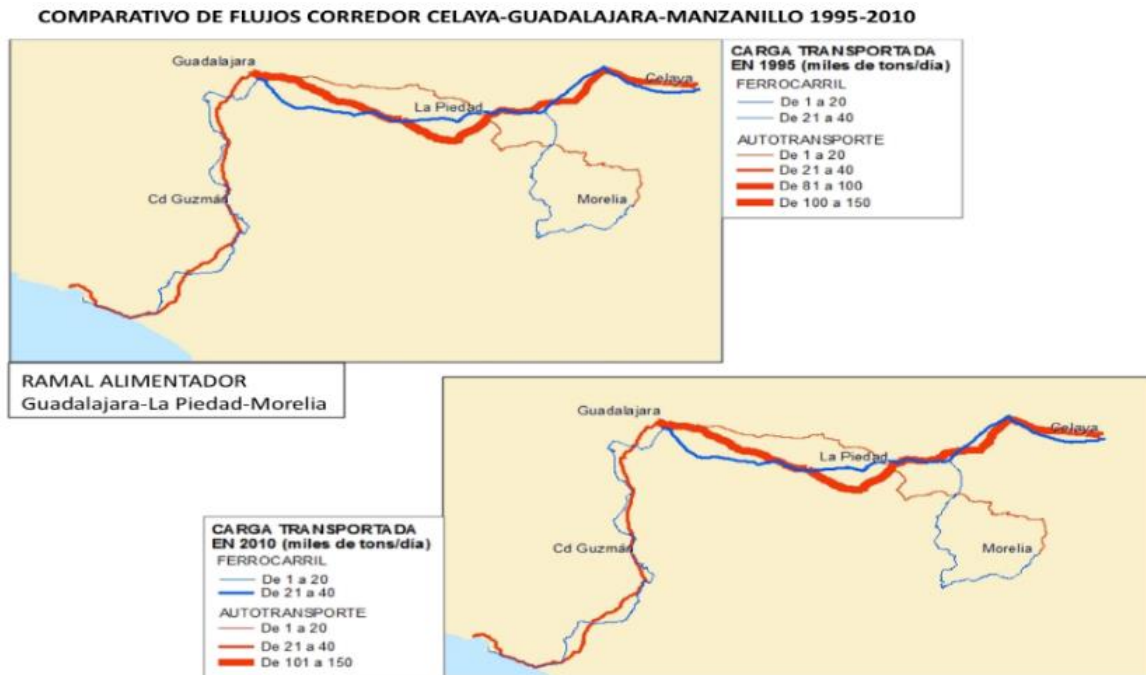 COMPARATIVO DE FLUJOS CORREDOR CELAYA-GUADALAJARA-MANZANILLO 1995-2010
Guadalajara
La Piedad
Celaya
Cd Guzmán
Morelia
CARGA TRANSPORTADA
EN 1995 (miles de tons/día)
FERROCARRIL
De 1 a 20
De 21 a 40
AUTOTRANSPORTE
De 1 a 20
De 21 a 40
De 81 a 100
De 100 a 150
RAMAL ALIMENTADOR
Guadalajara-La Piedad-Morelia
Guadalajara
La Piedad
Celaya
Cd Guzmán
Morelia
CARGA TRANSPORTADA
EN 2010 (miles de tons/día)
FERROCARRIL
De 1 a 20
De 21 a 40
AUTOTRANSPORTE
De 1 a 20
De 21 a 40
De 101 a 150